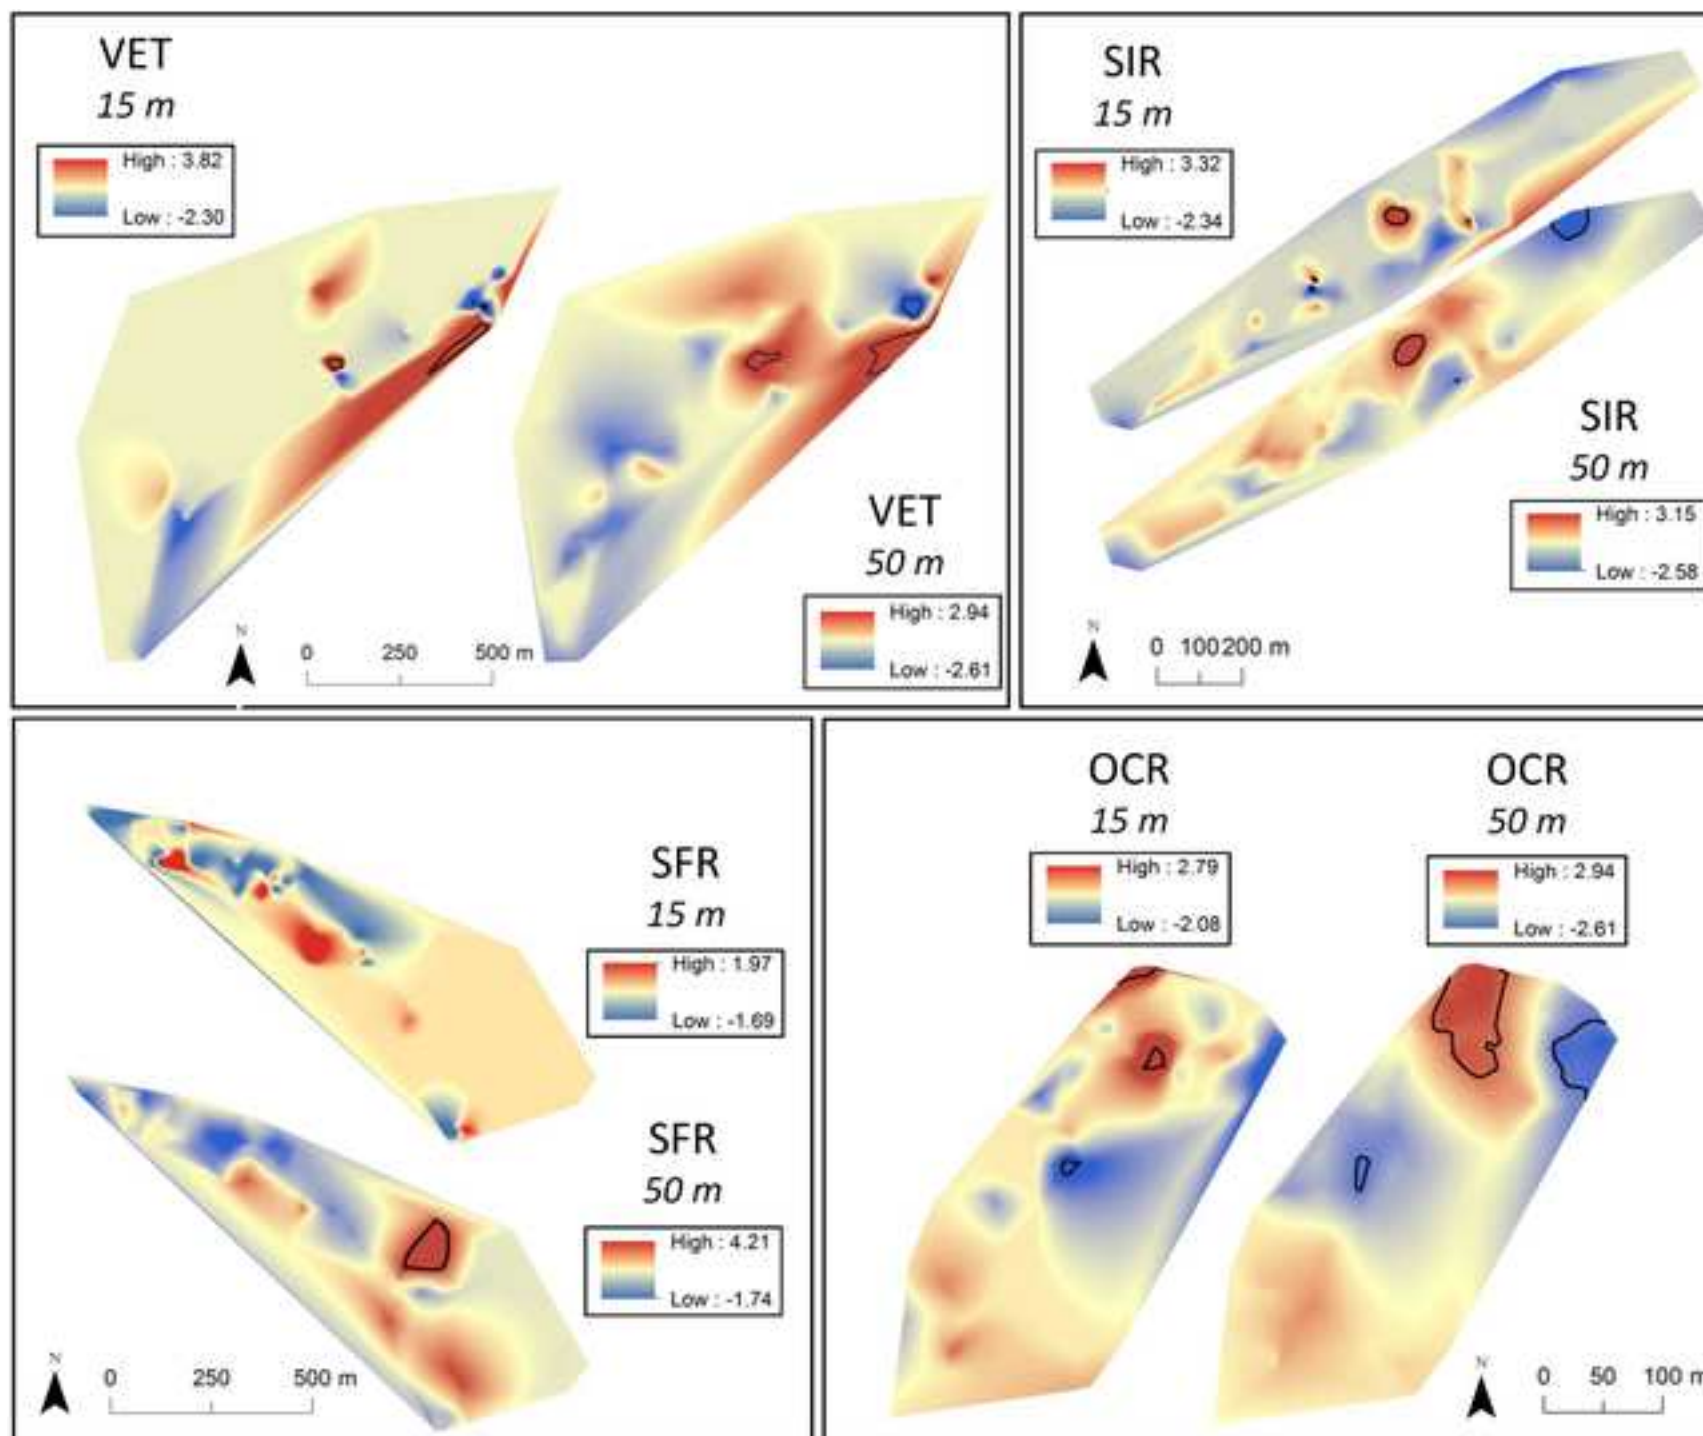 VET
15 m
High : 3.82
Low : -2.30
VET
50 m
High : 2.94
Low : -2.61
N
0 250 500 m
SIR
15 m
High : 3.32
Low : -2.34
SIR
50 m
High : 3.15
Low : -2.58
N
0 100 200 m
SFR
15 m
High : 1.97
Low : -1.69
SFR
50 m
High : 4.21
Low : -1.74
N
0 250 500 m
OCR
15 m
High : 2.79
Low : -2.08
OCR
50 m
High : 2.94
Low : -2.61
N
0 50 100 m